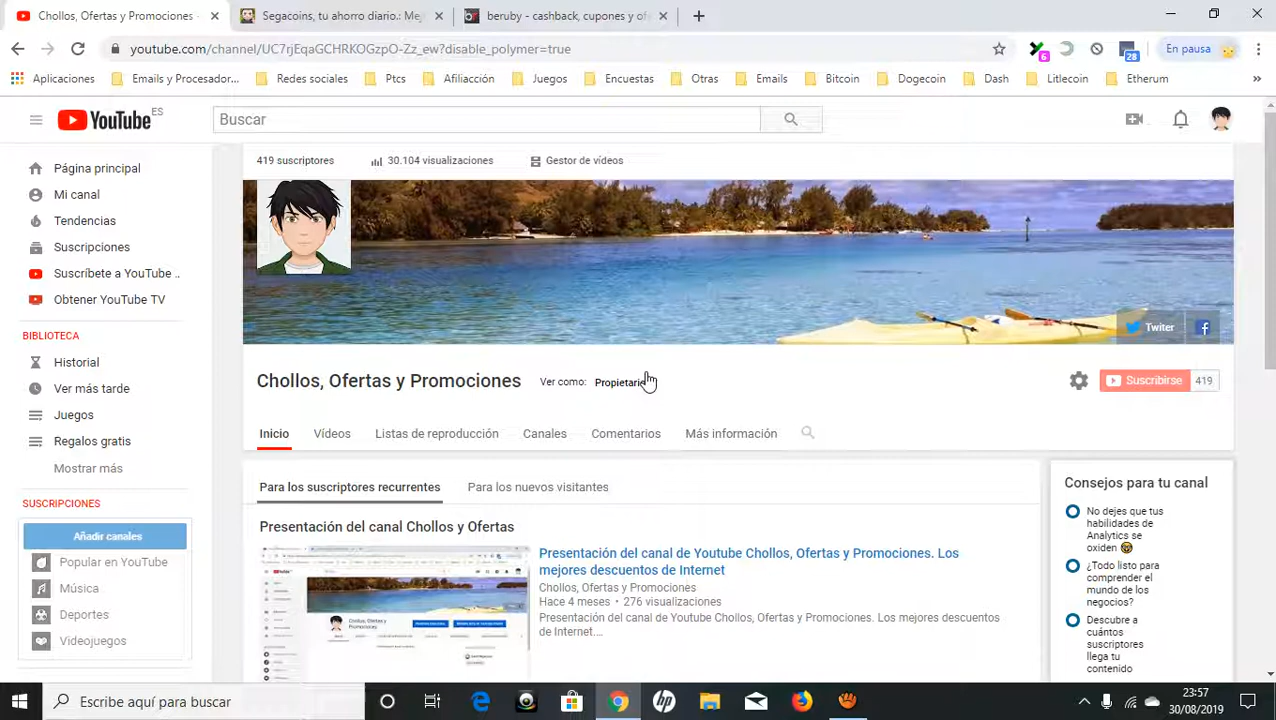 Chollos, Ofertas y Promociones -
Segacoins, tu ahorro diario. Me
beruby - cashback, cupones y of
youtube.com/channel/UC7rjEqaGCHRKOGzpO-Zz_ew?disable_polymer=true
6
28
En pausa
Aplicaciones
Emails y Procesador...
Redes sociales
Ptcs
Afiliacción
Juegos
Encuestas
Otr
Emails
Bitcoin
Dogecoin
Dash
Litlecoin
Etherum
»
YouTube ES
Buscar
Página principal
Mi canal
Tendencias
Suscripciones
Suscríbete a YouTube ..
Obtener YouTube TV
BIBLIOTECA
Historial
Ver más tarde
Juegos
Regalos gratis
Mostrar más
SUSCRIPCIONES
Añadir canales
Popular en YouTube
Música
Deportes
Videojuegos
419 suscriptores
30.104 visualizaciones
Gestor de vídeos
Twiter
Chollos, Ofertas y Promociones
Ver como:
Propietario
Suscribirse
419
Inicio
Vídeos
Listas de reproducción
Canales
Comentarios
Más información
Para los suscriptores recurrentes
Para los nuevos visitantes
Presentación del canal Chollos y Ofertas
Presentación del canal de Youtube Chollos, Ofertas y Promociones. Los
mejores descuentos de Internet
Chollos, Ofertas y Promociones
Hace 4 meses • 276 visualizaciones
Presentación del canal de Youtube Chollos, Ofertas y Promociones. Los mejores descuentos
de Internet....
Consejos para tu canal
No dejes que tus
habilidades de
Analytics se
oxiden
¿Todo listo para
comprender el
mundo de los
negocios?
Descubre a
cuántos
suscriptores
llega tu
contenido
Escribe aquí para buscar
23:57
30/08/2019